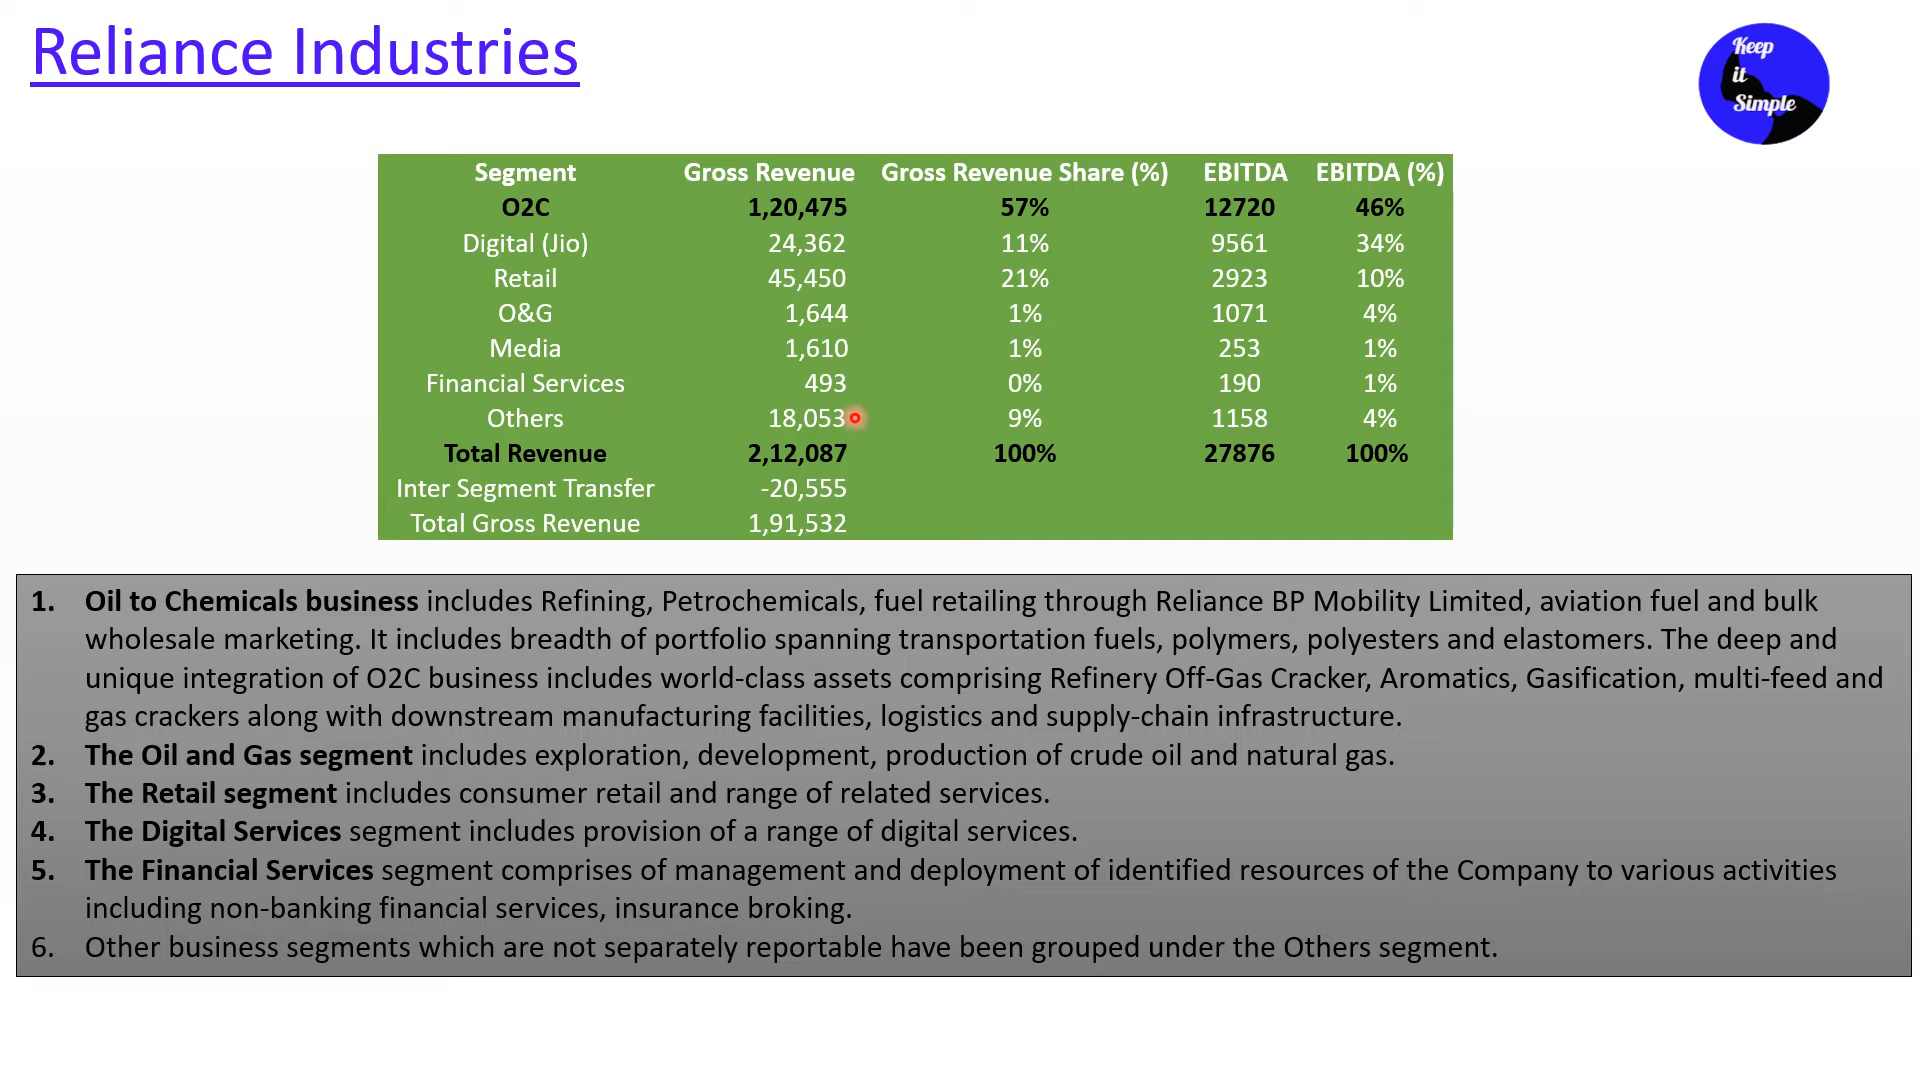 Reliance Industries
Keep
it
Simple
Segment Gross Revenue Gross Revenue Share (%) EBITDA EBITDA (%)
O2C 1,20,475 57% 12720 46%
Digital (Jio) 24,362 11% 9561 34%
Retail 45,450 21% 2923 10%
O&G 1,644 1% 1071 4%
Media 1,610 1% 253 1%
Financial Services 493 0% 190 1%
Others 18,053 9% 1158 4%
Total Revenue 2,12,087 100% 27876 100%
Inter Segment Transfer -20,555
Total Gross Revenue 1,91,532
1. Oil to Chemicals business includes Refining, Petrochemicals, fuel retailing through Reliance BP Mobility Limited, aviation fuel and bulk
wholesale marketing. It includes breadth of portfolio spanning transportation fuels, polymers, polyesters and elastomers. The deep and
unique integration of O2C business includes world-class assets comprising Refinery Off-Gas Cracker, Aromatics, Gasification, multi-feed and
gas crackers along with downstream manufacturing facilities, logistics and supply-chain infrastructure.
2. The Oil and Gas segment includes exploration, development, production of crude oil and natural gas.
3. The Retail segment includes consumer retail and range of related services.
4. The Digital Services segment includes provision of a range of digital services.
5. The Financial Services segment comprises of management and deployment of identified resources of the Company to various activities
including non-banking financial services, insurance broking.
6. Other business segments which are not separately reportable have been grouped under the Others segment.